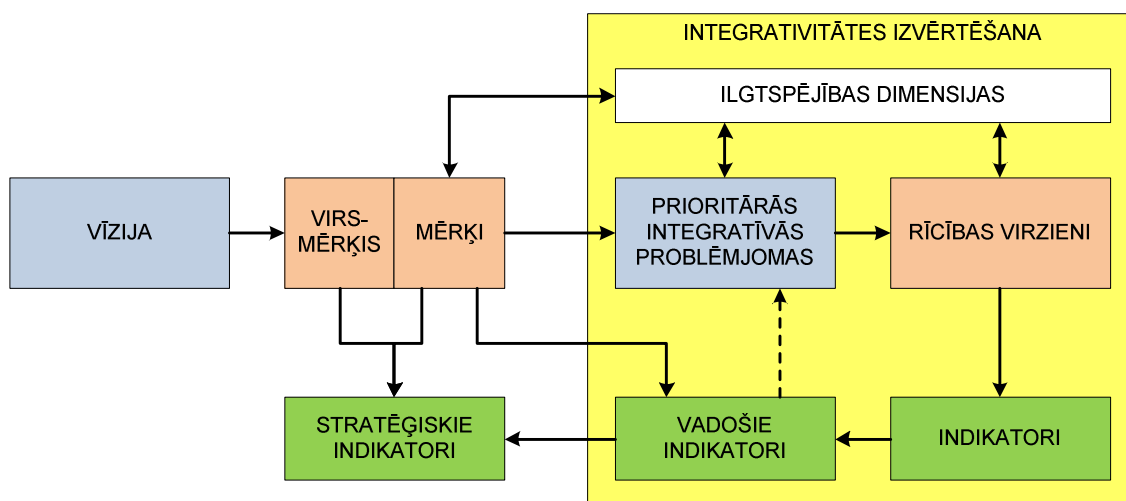 INTEGRATIVITĀTES IZVĒRTĒŠANA
ILGTSPĒJĪBAS DIMENSIJAS
VĪZIJA
VIRS-
MĒRĶIS
MĒRĶI
PRIORITĀRĀS
INTEGRATĪVĀS
PROBLĒMJOMAS
RĪCĪBAS VIRZIENI
STRATĒĢISKIE
INDIKATORI
VADOŠIE
INDIKATORI
INDIKATORI